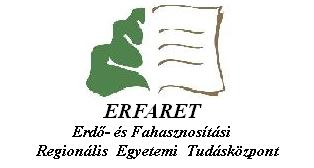 ERFARET
Erdő- és Fahasznosítási
Regionális Egyetemi Tudásközpont